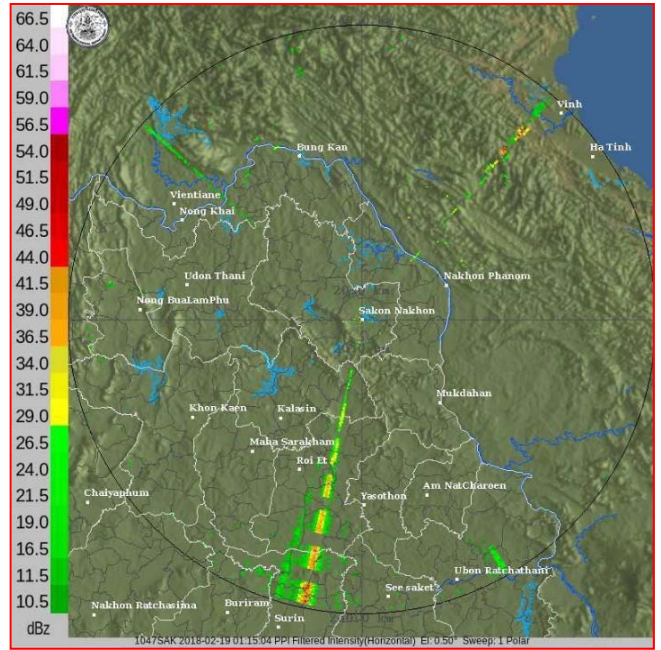 66.5
64.0
61.5
59.0
56.5
54.0
51.5
49.0
46.5
44.0
41.5
39.0
36.5
34.0
31.5
29.0
26.5
24.0
21.5
19.0
16.5
11.5
10.5
dBz
Vinh
Ha Tinh
Bung Kan
Vientiane
Nong Khai
Udon Thani
Nakhon Phanom
Nong BuaLamPhu
Sakon Nakhon
Mukdahan
Khon Kaen
Kalasin
Maha Sarakham
Roi Et
Chaiyaphum
Yasothon
Am NatCharoen
Ubon Ratchathani
See saket
Nakhon Ratchasima
Buriram
Surin
1047SAK 2018-02-19 01:15:04 PPI Filtered Intensity(Horizontal) El: 0.50° Sweep: 1 Polar